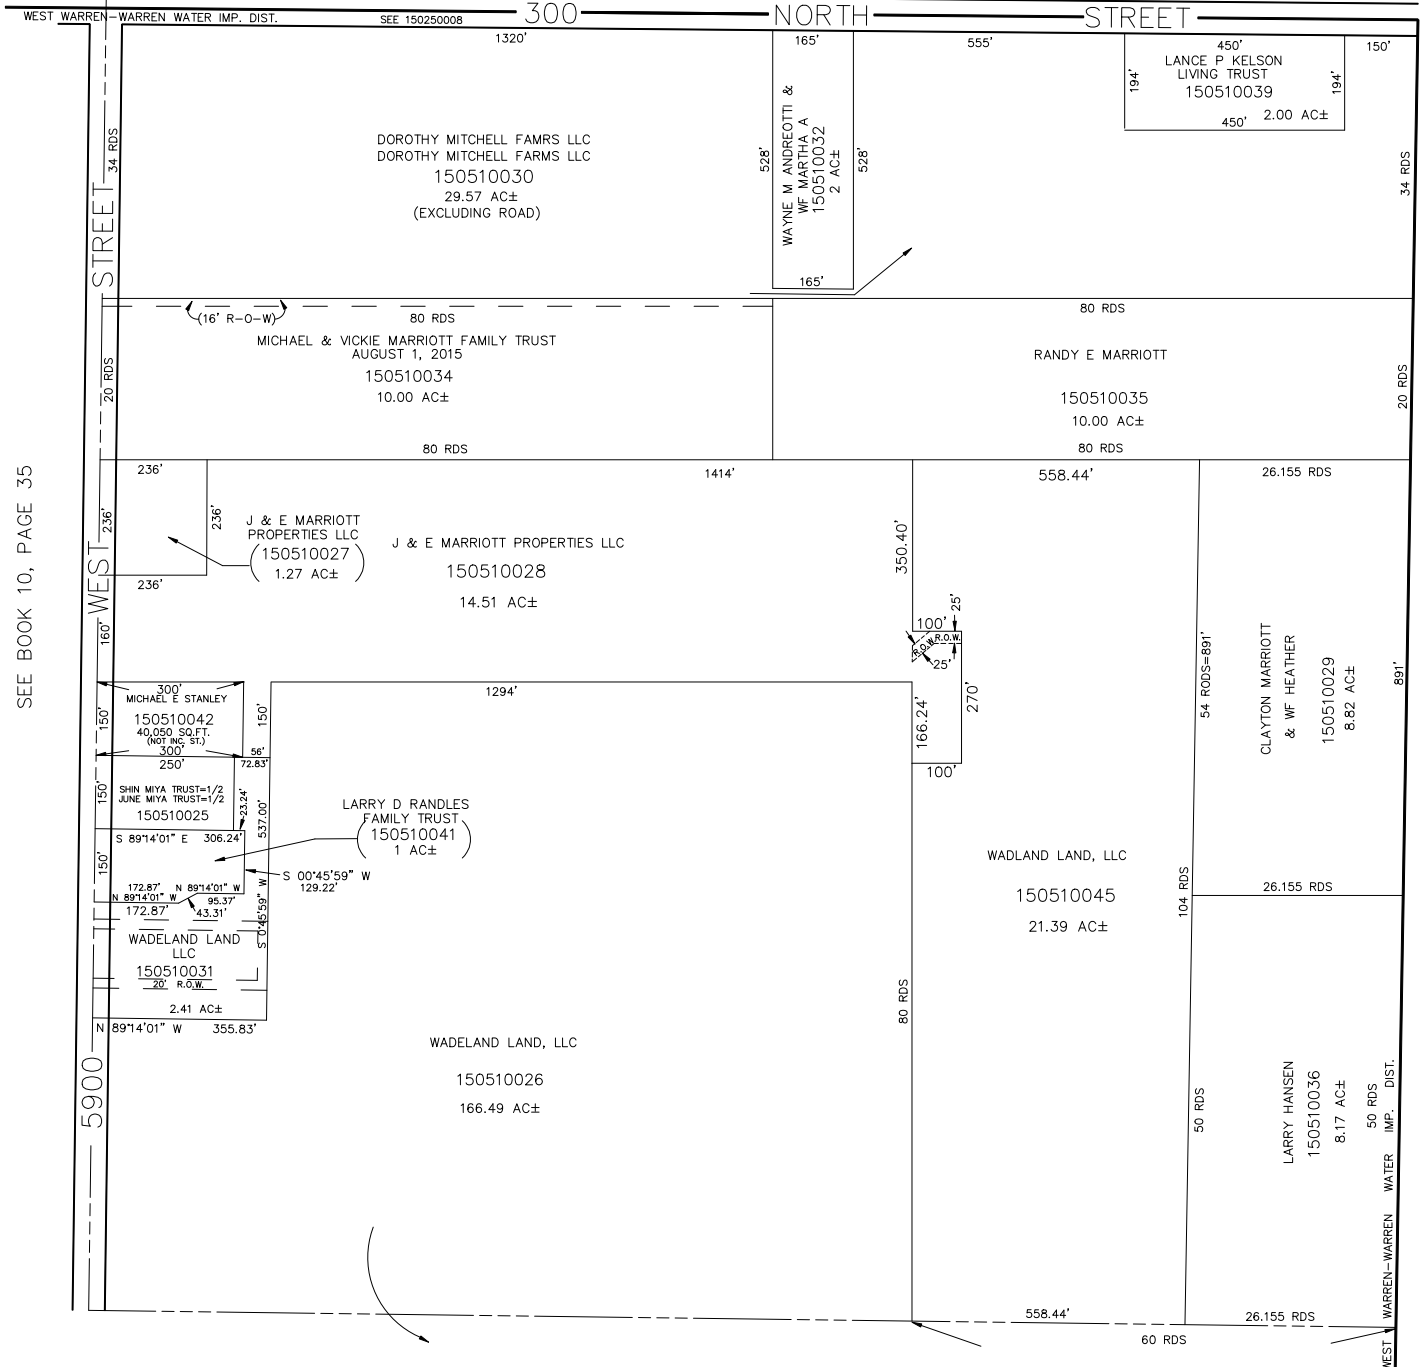 WEST WARREN-WARREN WATER IMP. DIST.
SEE 150250008
300 NORTH STREET
1320'
165'
555'
450'
150'
LANCE P KELSON
LIVING TRUST
150510039
2.00 AC±
194'
194'
450'
34 RDS
DOROTHY MITCHELL FAMRS LLC
DOROTHY MITCHELL FARMS LLC
150510030
29.57 AC±
(EXCLUDING ROAD)
528'
WAYNE M ANDREOTTI &
WF MARTHA A
150510032
2 AC±
528'
165'
34 RDS
(16' R-O-W)
80 RDS
80 RDS
MICHAEL & VICKIE MARRIOTT FAMILY TRUST
AUGUST 1, 2015
150510034
10.00 AC±
20 RDS
RANDY E MARRIOTT
150510035
10.00 AC±
20 RDS
80 RDS
80 RDS
SEE BOOK 10, PAGE 35
5900 WEST STREET
236'
236'
236'
236'
1414'
558.44'
26.155 RDS
J & E MARRIOTT
PROPERTIES LLC
150510027
1.27 AC±
J & E MARRIOTT PROPERTIES LLC
150510028
14.51 AC±
350.40'
160'
100'
25'
R.O.W.
R.O.W.
25'
270'
166.24'
100'
54 RODS=891'
CLAYTON MARRIOTT
& WF HEATHER
150510029
8.82 AC±
891'
1294'
300'
MICHAEL E STANLEY
150510042
40,050 SQ.FT.
(NOT INC. ST.)
300'
150'
150'
56'
250'
72.83'
SHIN MIYA TRUST=1/2
JUNE MIYA TRUST=1/2
150510025
150'
23.24'
537.00'
S 89°14'01" E
306.24'
150'
LARRY D RANDLES
FAMILY TRUST
150510041
1 AC±
S 00°45'59" W
129.22'
172.87'
N 89°14'01" W
N 89°14'01" W
95.37'
172.87'
43.31'
S 0°45'59" W
WADELAND LAND
LLC
150510031
20' R.O.W.
2.41 AC±
N 89°14'01" W
355.83'
WADLAND LAND, LLC
150510045
21.39 AC±
104 RDS
26.155 RDS
80 RDS
WADELAND LAND, LLC
150510026
166.49 AC±
50 RDS
LARRY HANSEN
150510036
8.17 AC±
50 RDS
WEST WARREN-WARREN WATER IMP. DIST.
558.44'
26.155 RDS
60 RDS